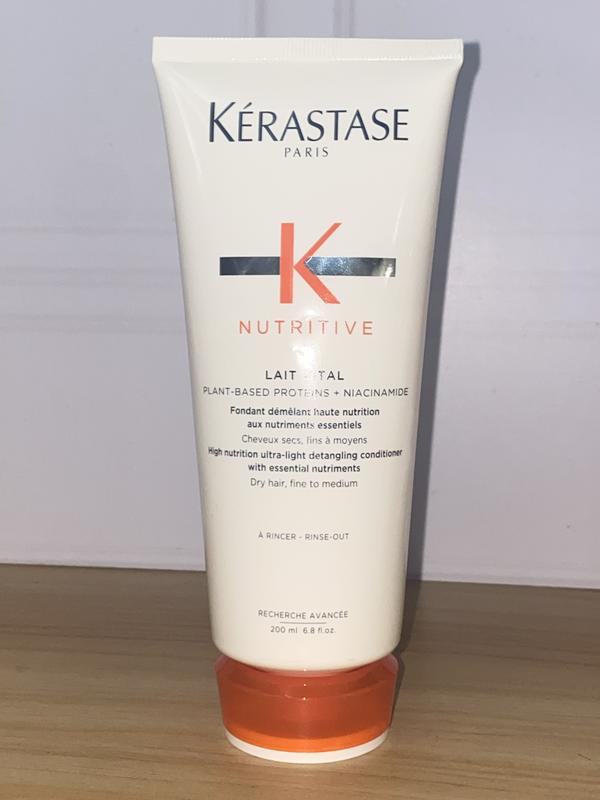 KÉRASTASE
PARIS
K
NUTRITIVE
LAIT VITAL
PLANT-BASED PROTEINS + NIACINAMIDE
Fondant démêlant haute nutrition
aux nutriments essentiels
Cheveux secs, fins à moyens
High nutrition ultra-light detangling conditioner
with essential nutriments
Dry hair, fine to medium
À RINCER - RINSE-OUT
RECHERCHE AVANCÉE
200 ml 6.8 fl.oz.